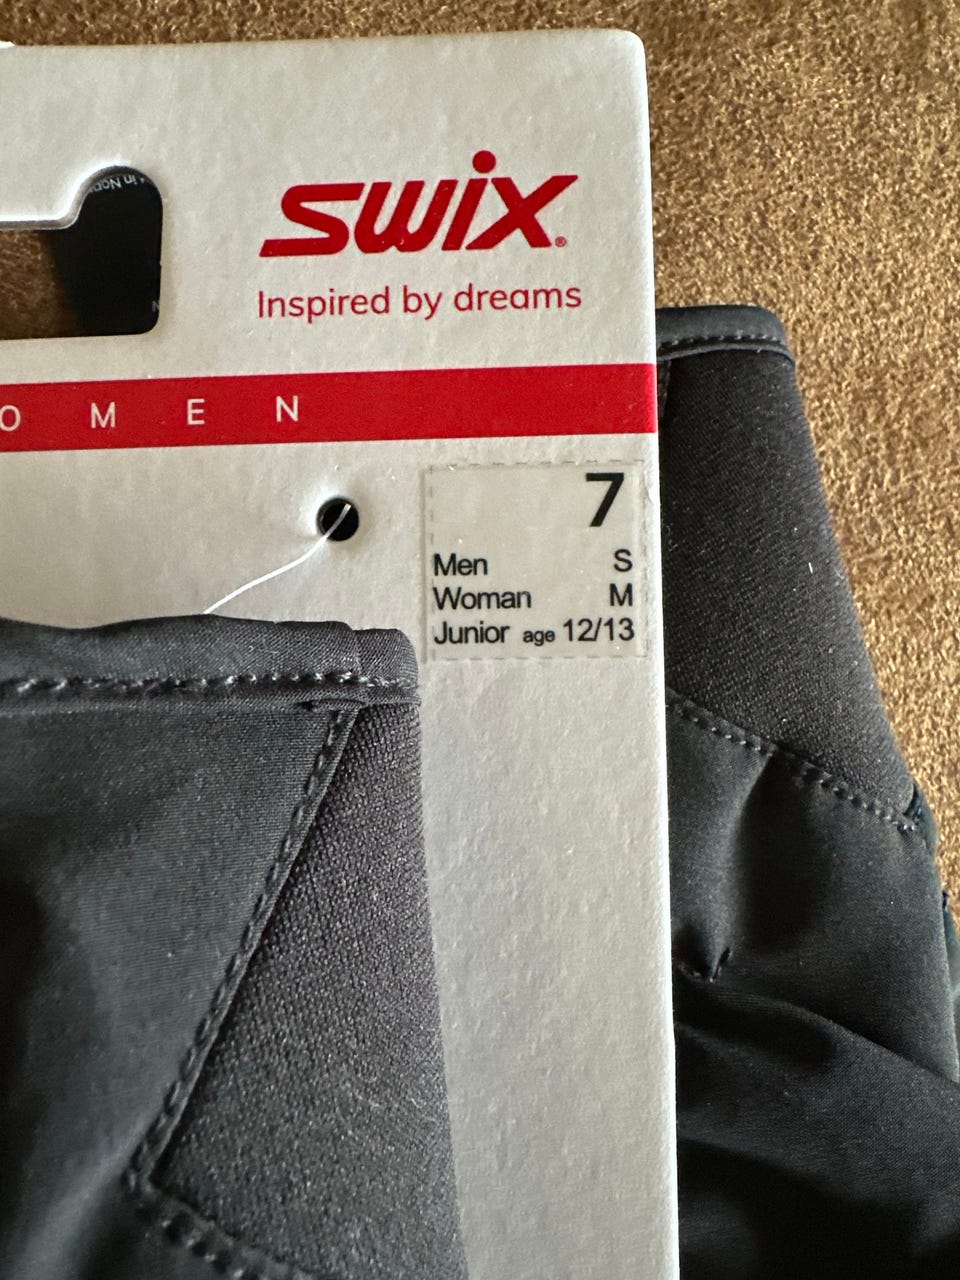 swix®
Inspired by dreams
OMEN
7
Men S
Woman M
Junior age 12/13